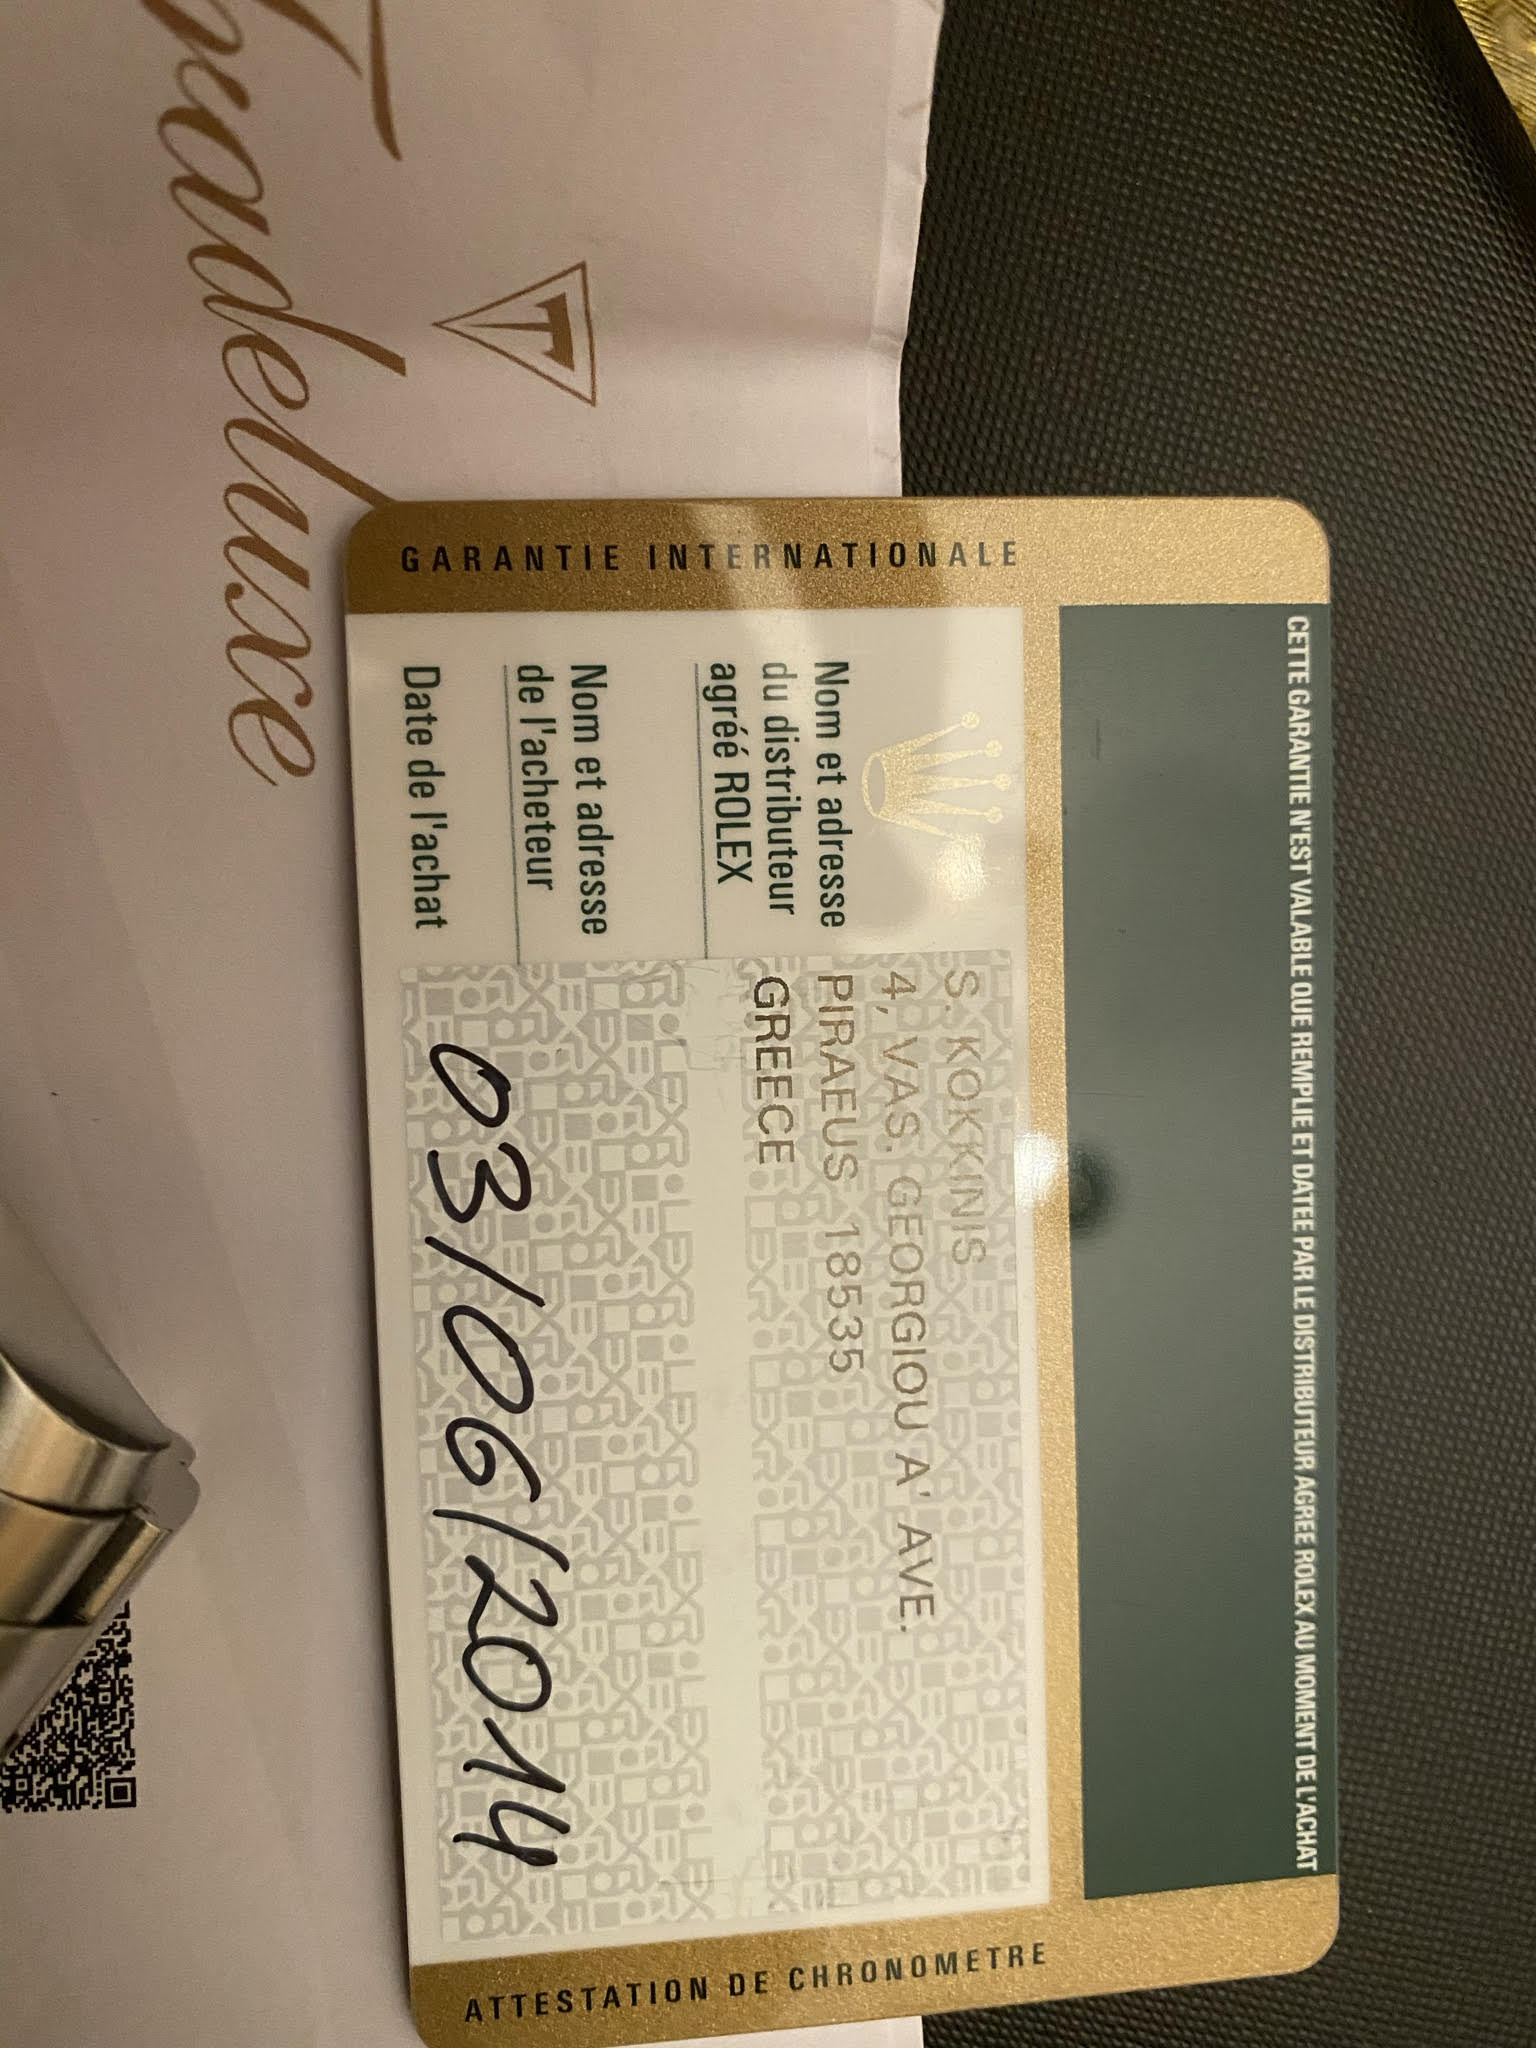 CETTE GARANTIE N'EST VALABLE QUE REMPLIE ET DATEE PAR LE DISTRIBUTEUR AGREE ROLEX AU MOMENT DE L'ACHAT
GARANTIE INTERNATIONALE
Nom et adresse
du distributeur
agréé ROLEX
S. KOKKINIS
4, VAS. GEORGIOU A' AVE.
PIRAEUS 18535
GREECE
Nom et adresse
de l'acheteur
Date de l'achat
03/06/2014
ATTESTATION DE CHRONOMETRE
T
Tradeluxe